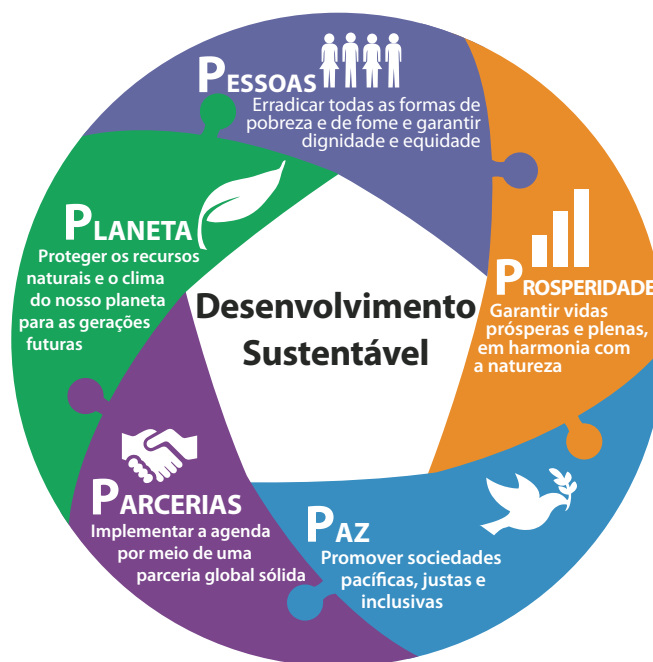 PESSOAS
Erradicar todas as formas de
pobreza e de fome e garantir
dignidade e equidade
PLANETA
Proteger os recursos
naturais e o clima
do nosso planeta
para as gerações
futuras
PROSPERIDADE
Garantir vidas
prósperas e plenas,
em harmonia com
a natureza
Desenvolvimento
Sustentável
PARCERIAS
Implementar a agenda
por meio de uma
parceria global sólida
PAZ
Promover sociedades
pacíficas, justas e
inclusivas